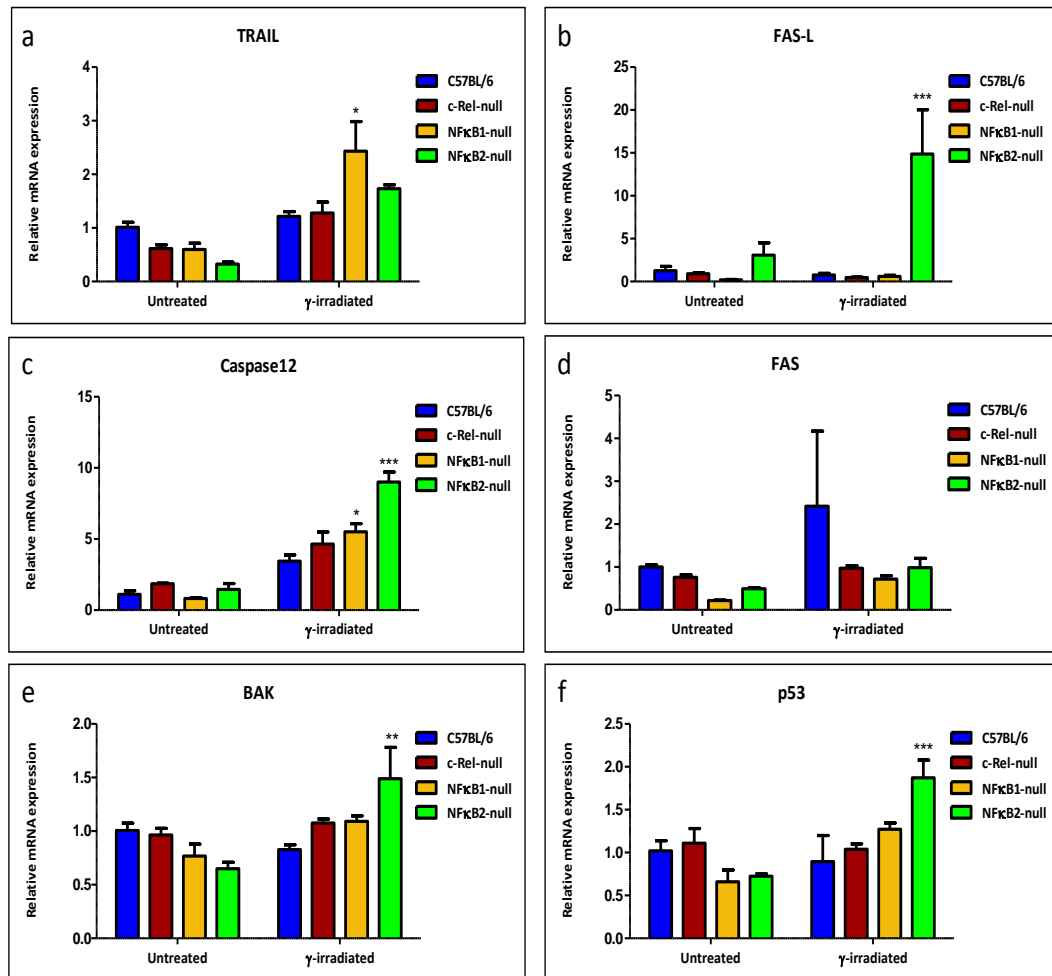 a
TRAIL
Relative mRNA expression
4
3
2
1
0
*
C57BL/6
c-Rel-null
NFκB1-null
NFκB2-null
Untreated
γ-irradiated
b
FAS-L
Relative mRNA expression
25
20
15
10
5
0
***
C57BL/6
c-Rel-null
NFκB1-null
NFκB2-null
Untreated
γ-irradiated
c
Caspase12
Relative mRNA expression
15
10
5
0
*
***
C57BL/6
c-Rel-null
NFκB1-null
NFκB2-null
Untreated
γ-irradiated
d
FAS
Relative mRNA expression
5
4
3
2
1
0
C57BL/6
c-Rel-null
NFκB1-null
NFκB2-null
Untreated
γ-irradiated
e
BAK
Relative mRNA expression
2.0
1.5
1.0
0.5
0.0
**
C57BL/6
c-Rel-null
NFκB1-null
NFκB2-null
Untreated
γ-irradiated
f
p53
Relative mRNA expression
2.5
2.0
1.5
1.0
0.5
0.0
***
C57BL/6
c-Rel-null
NFκB1-null
NFκB2-null
Untreated
γ-irradiated